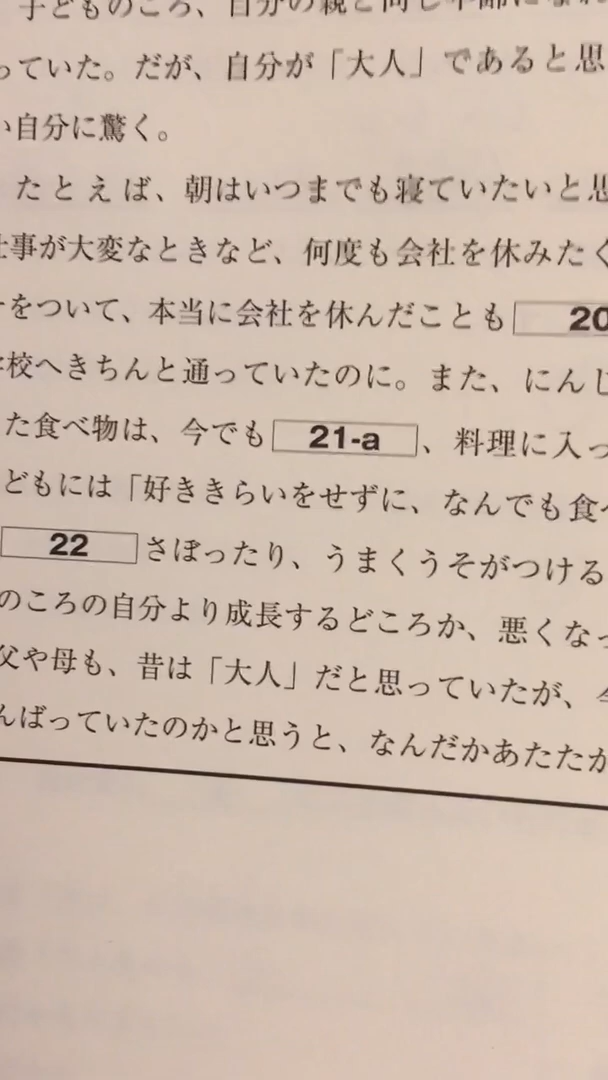 子どものころ、自分の親と同じ年齢になれ
っていた。だが、自分が「大人」であると思
い自分に驚く。
たとえば、朝はいつまでも寝ていたいと思
仕事が大変なときなど、何度も会社を休みたく
をついて、本当に会社を休んだことも 20
学校へきちんと通っていたのに。また、にんじ
た食べ物は、今でも 21-a 、料理に入っ
どもには「好ききらいをせずに、なんでも食べ
22 さぼったり、うまくうそがつける
のころの自分より成長するどころか、悪くなっ
父や母も、昔は「大人」だと思っていたが、今
んばっていたのかと思うと、なんだかあたたか